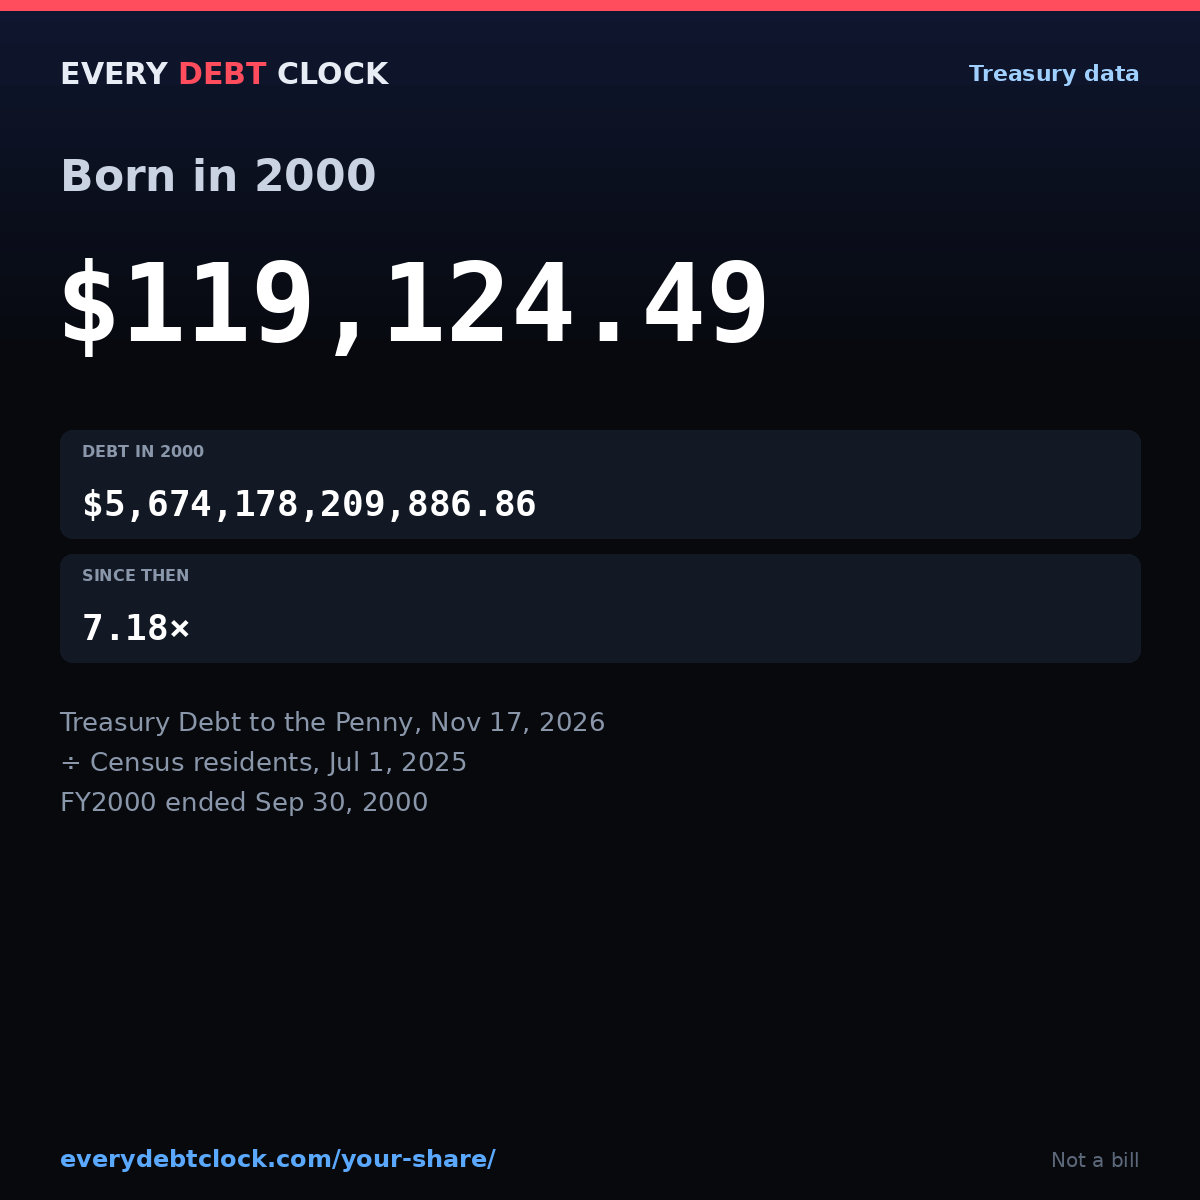 EVERY DEBT CLOCK
Treasury data
Born in 2000
$119,124.49
DEBT IN 2000
$5,674,178,209,886.86
SINCE THEN
7.18×
Treasury Debt to the Penny, Nov 17, 2026
÷ Census residents, Jul 1, 2025
FY2000 ended Sep 30, 2000
everydebtclock.com/your-share/
Not a bill